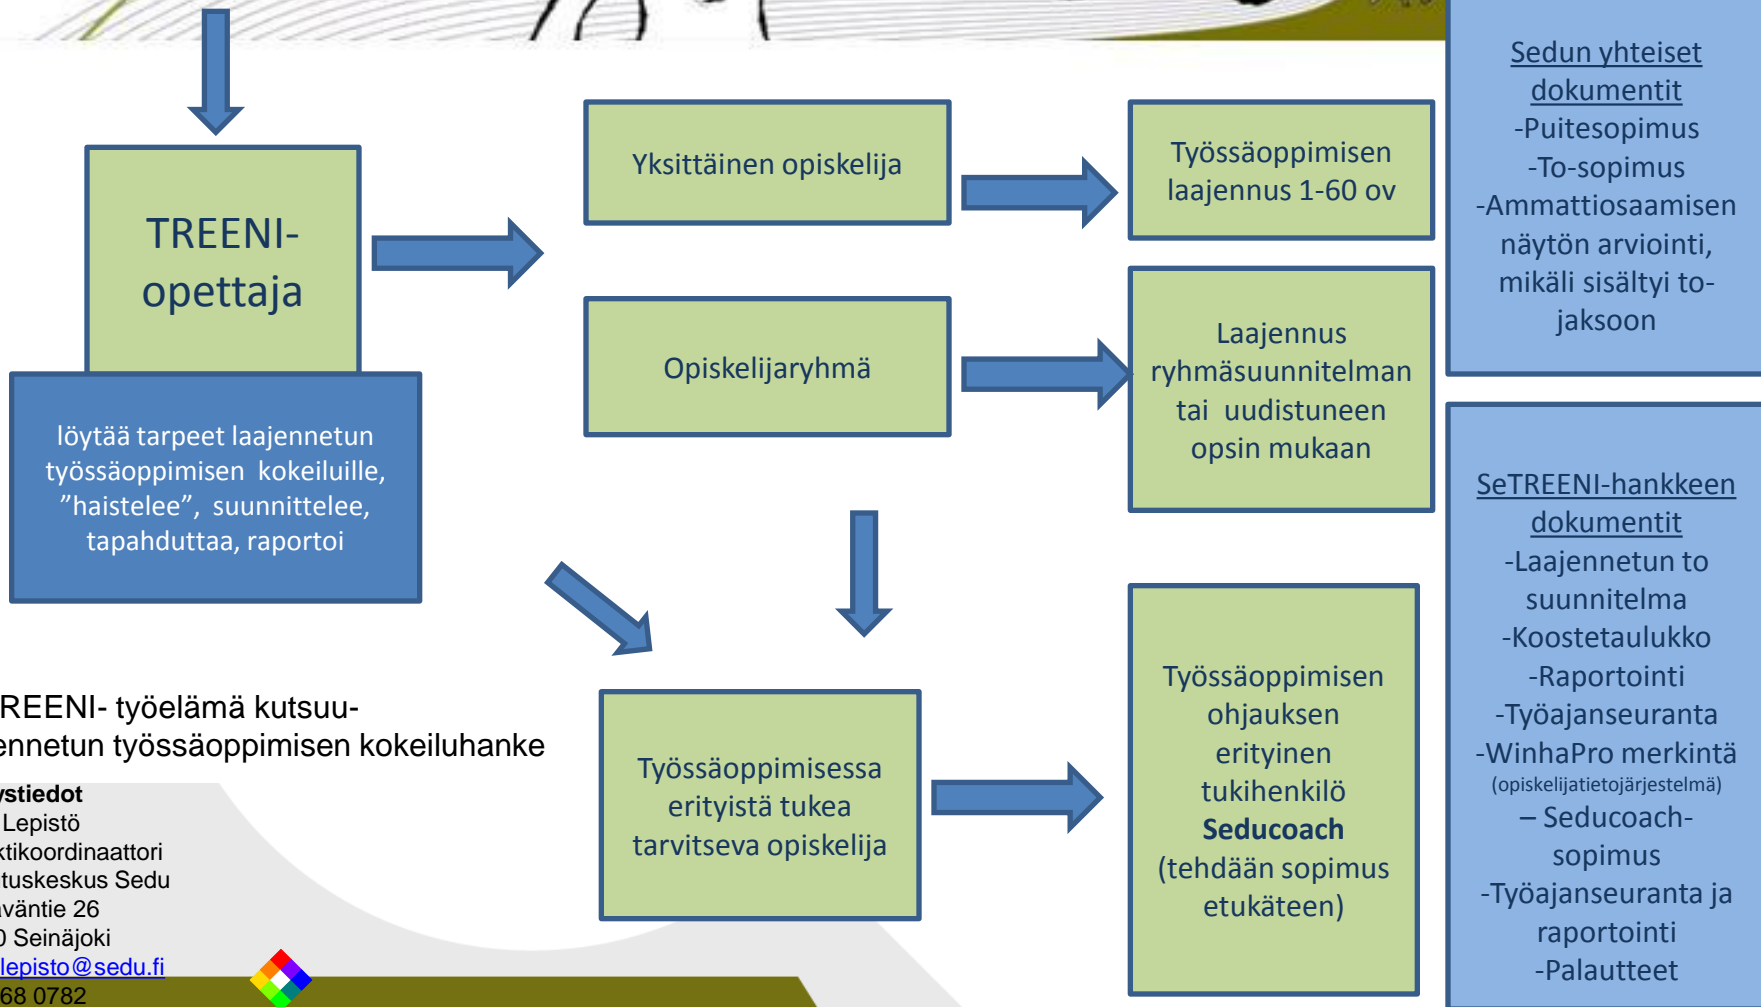 TREENI-
opettaja
löytää tarpeet laajennetun
työssäoppimisen kokeiluille,
”haistelee”, suunnittelee,
tapahduttaa, raportoi
Yksittäinen opiskelija
Työssäoppimisen
laajennus 1-60 ov
Opiskelijaryhmä
Laajennus
ryhmäsuunnitelman
tai uudistuneen
opsin mukaan
Työssäoppimisessa
erityistä tukea
tarvitseva opiskelija
Työssäoppimisen
ohjauksen
erityinen
tukihenkilö
Seducoach
(tehdään sopimus
etukäteen)
Sedun yhteiset
dokumentit
-Puitesopimus
-To-sopimus
-Ammattiosaamisen
näytön arviointi,
mikäli sisältyi to-
jaksoon
SeTREENI-hankkeen
dokumentit
-Laajennetun to
suunnitelma
-Koostetaulukko
-Raportointi
-Työajanseuranta
-WinhaPro merkintä
(opiskelijatietojärjestelmä)
– Seducoach-
sopimus
-Työajanseuranta ja
raportointi
-Palautteet
REENI- työelämä kutsuu-
ennetun työssäoppimisen kokeiluhanke
ystiedot
Lepistö
ktikoordinaattori
utuskeskus Sedu
väntie 26
0 Seinäjoki
lepisto@sedu.fi
68 0782